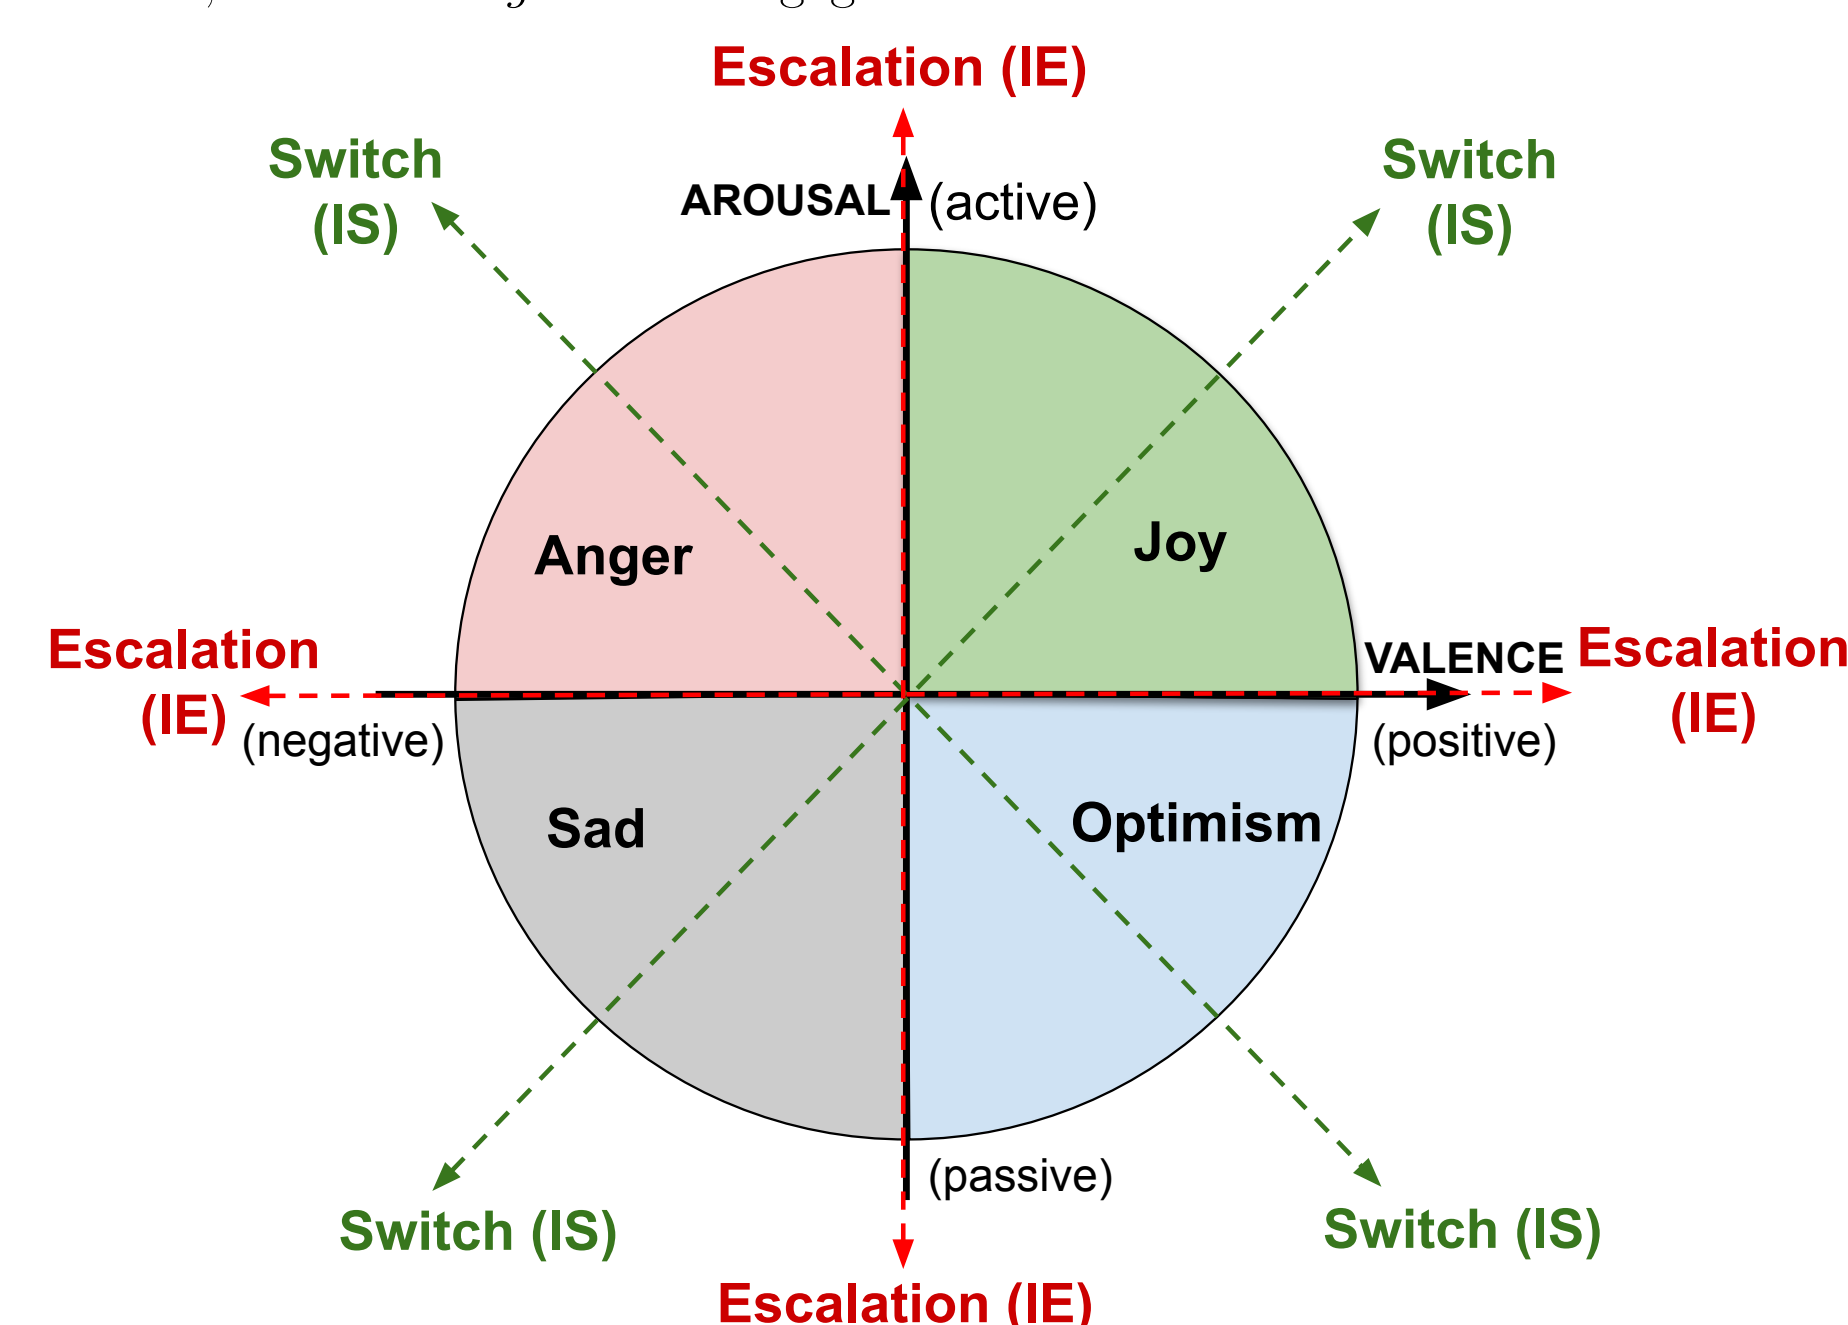 Escalation (IE)
Switch
(IS)
Switch
(IS)
AROUSAL (active)
Anger
Joy
Escalation
(IE)
(negative)
VALENCE
(positive)
Escalation
(IE)
Sad
Optimism
(passive)
Switch (IS)
Switch (IS)
Escalation (IE)